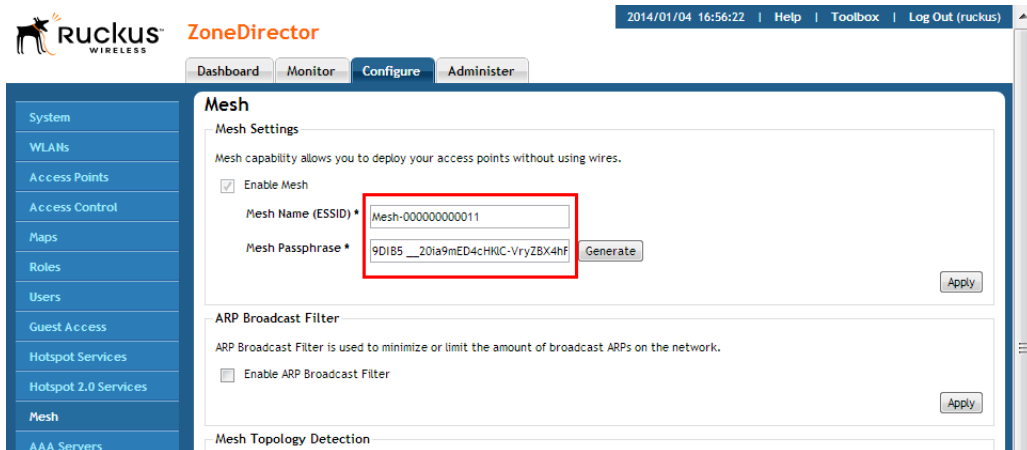 2014/01/04 16:56:22 | Help | Toolbox | Log Out (ruckus)
RUCKUS WIRELESS
ZoneDirector
Dashboard Monitor Configure Administer
System
WLANs
Access Points
Access Control
Maps
Roles
Users
Guest Access
Hotspot Services
Hotspot 2.0 Services
Mesh
AAA Servers
Mesh
Mesh Settings
Mesh capability allows you to deploy your access points without using wires.
Enable Mesh
Mesh Name (ESSID) * Mesh-000000000011
Mesh Passphrase * 9DIB5 __20ia9mED4cHKlC-VryZBX4hF Generate
Apply
ARP Broadcast Filter
ARP Broadcast Filter is used to minimize or limit the amount of broadcast ARPs on the network.
Enable ARP Broadcast Filter
Apply
Mesh Topology Detection